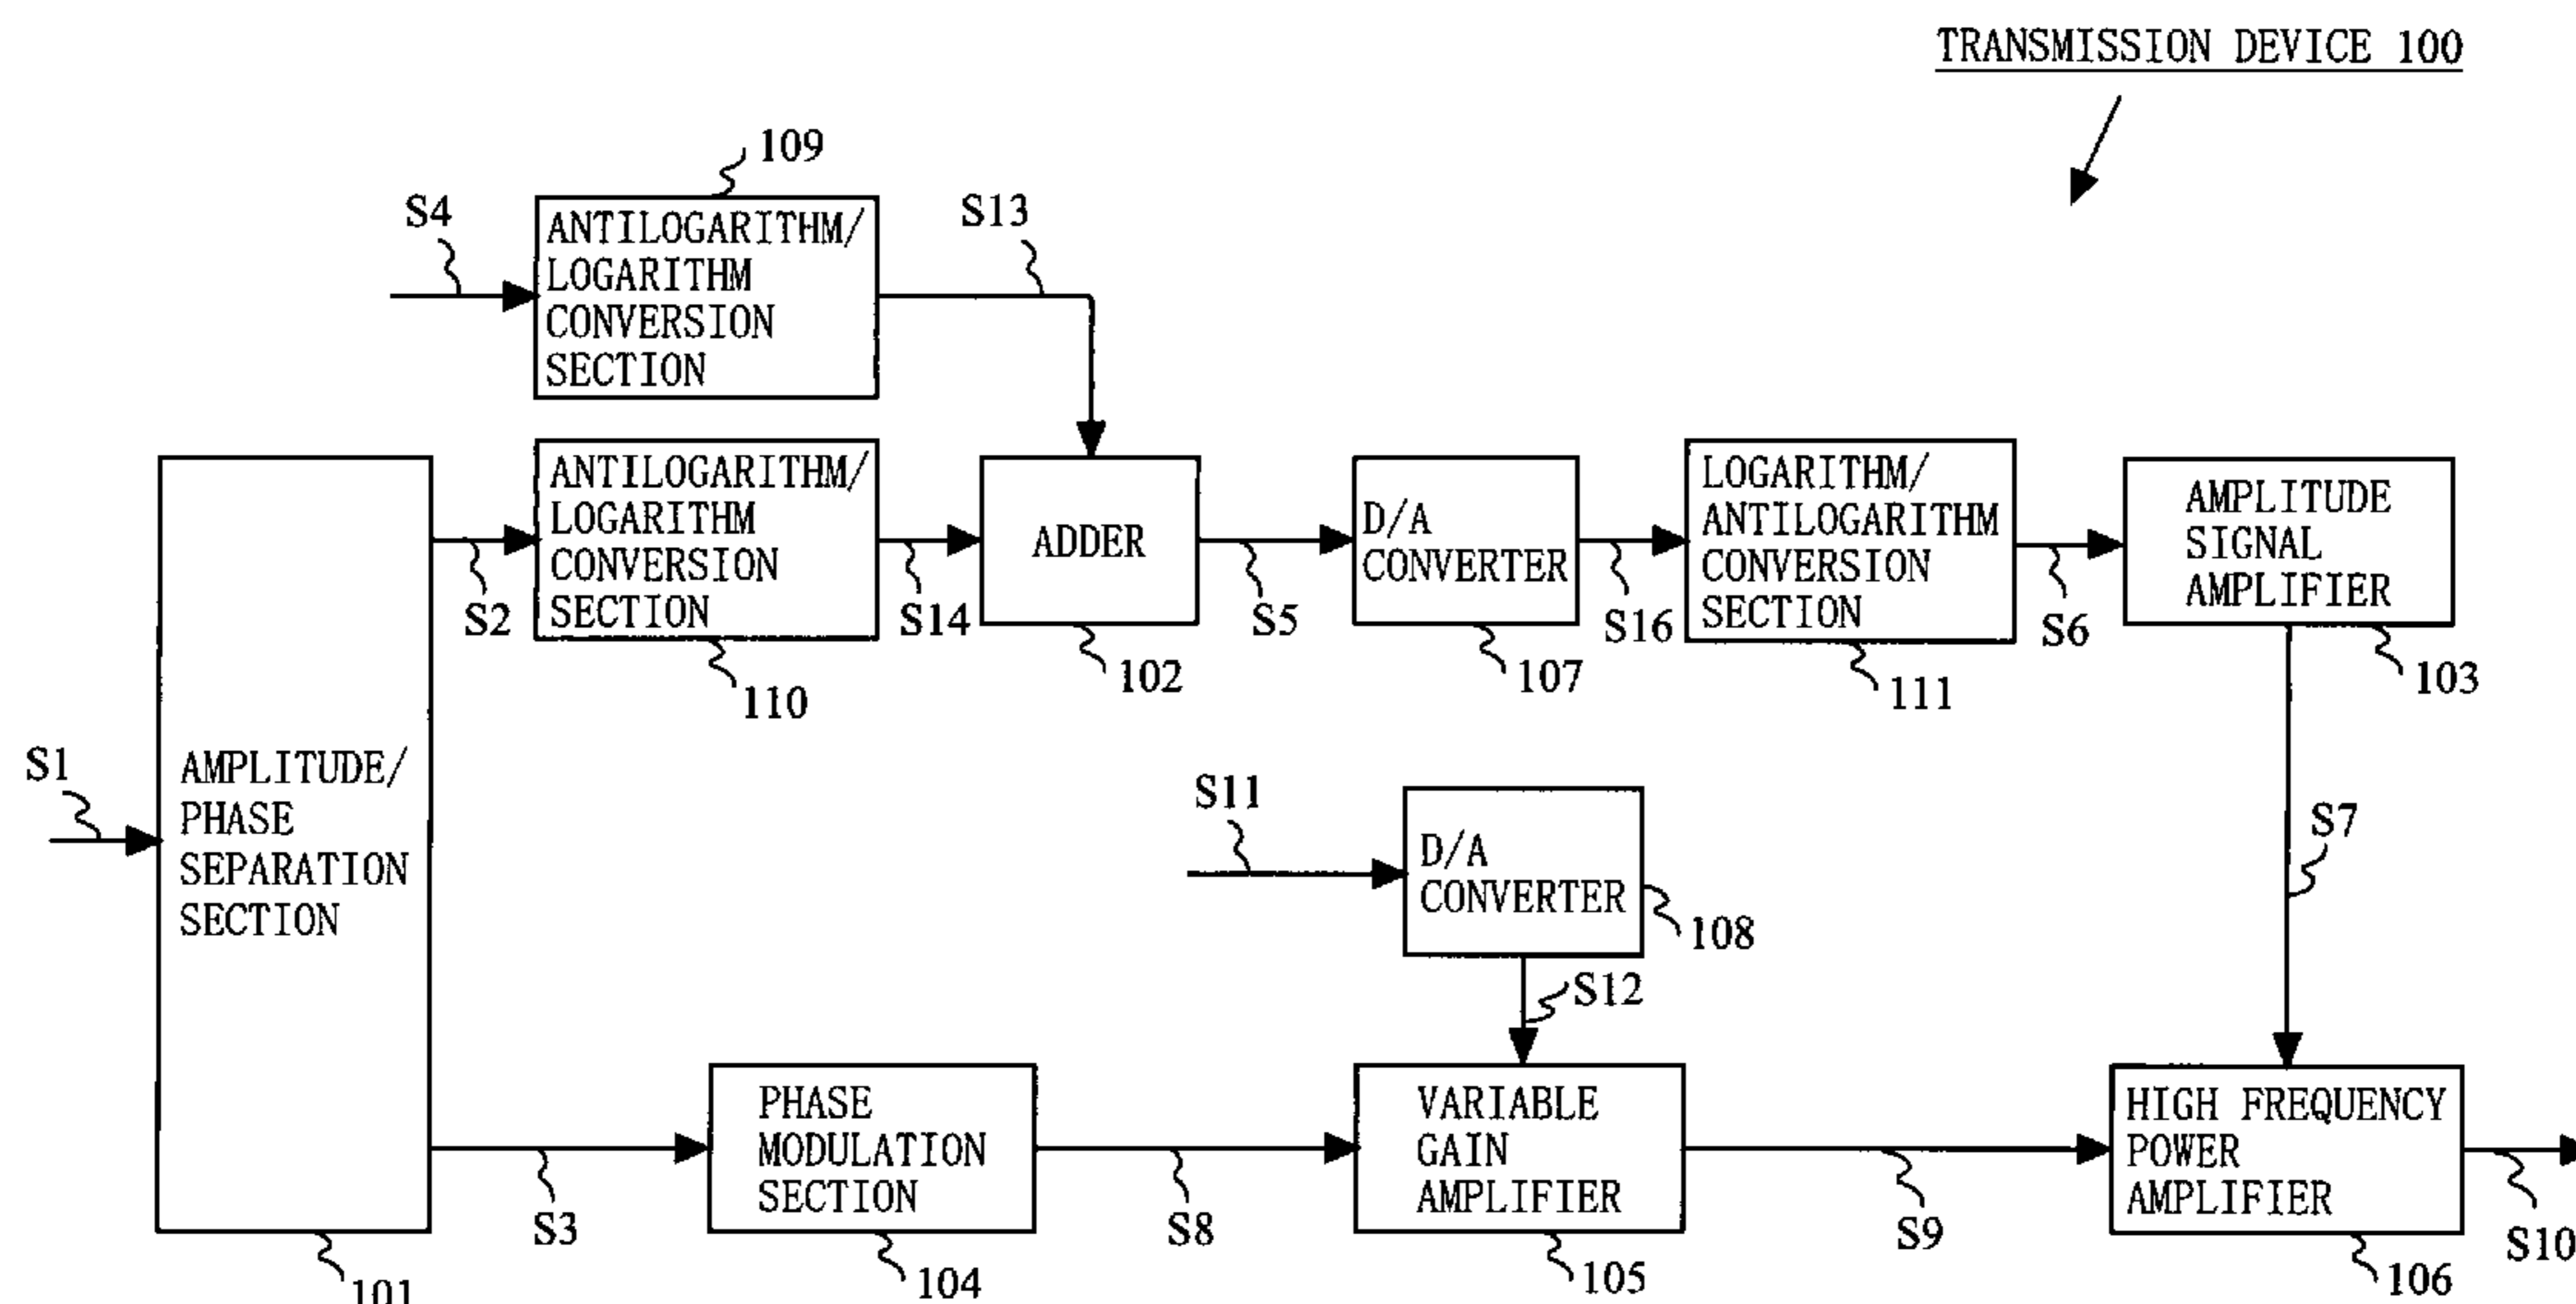 TRANSMISSION DEVICE 100
109
S4
ANTILOGARITHM/
LOGARITHM
CONVERSION
SECTION
S13
ANTILOGARITHM/
LOGARITHM
CONVERSION
SECTION
ADDER
D/A
CONVERTER
LOGARITHM/
ANTILOGARITHM
CONVERSION
SECTION
AMPLITUDE
SIGNAL
AMPLIFIER
S2
S14
S5
S16
S6
110
102
107
111
103
S1
AMPLITUDE/
PHASE
SEPARATION
SECTION
S11
D/A
CONVERTER
108
S7
S12
PHASE
MODULATION
SECTION
VARIABLE
GAIN
AMPLIFIER
HIGH FREQUENCY
POWER
AMPLIFIER
S3
S8
S9
S10
101
104
105
106